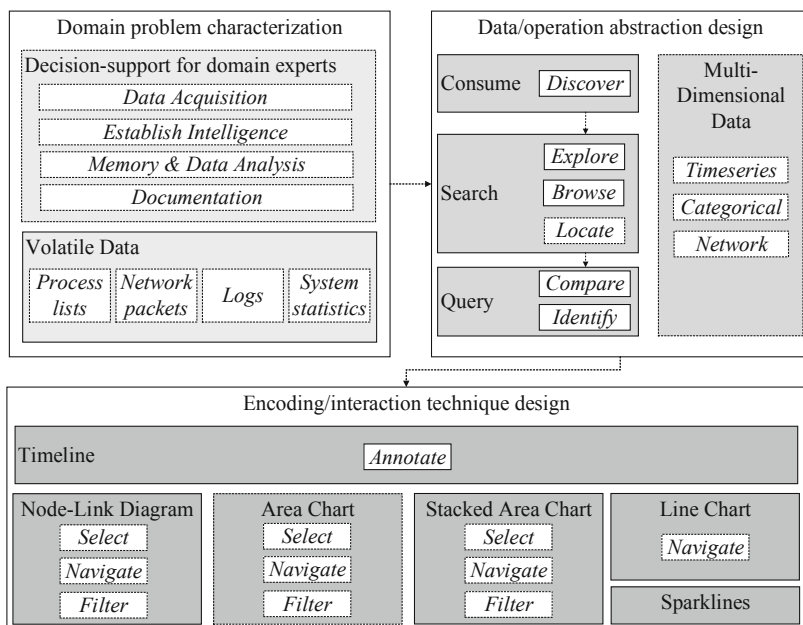 Domain problem characterization
Decision-support for domain experts
Data Acquisition
Establish Intelligence
Memory & Data Analysis
Documentation
Volatile Data
Process
lists
Network
packets
Logs
System
statistics
Data/operation abstraction design
Consume
Discover
Search
Explore
Browse
Locate
Query
Compare
Identify
Multi-
Dimensional
Data
Timeseries
Categorical
Network
Encoding/interaction technique design
Timeline
Annotate
Node-Link Diagram
Select
Navigate
Filter
Area Chart
Select
Navigate
Filter
Stacked Area Chart
Select
Navigate
Filter
Line Chart
Navigate
Sparklines